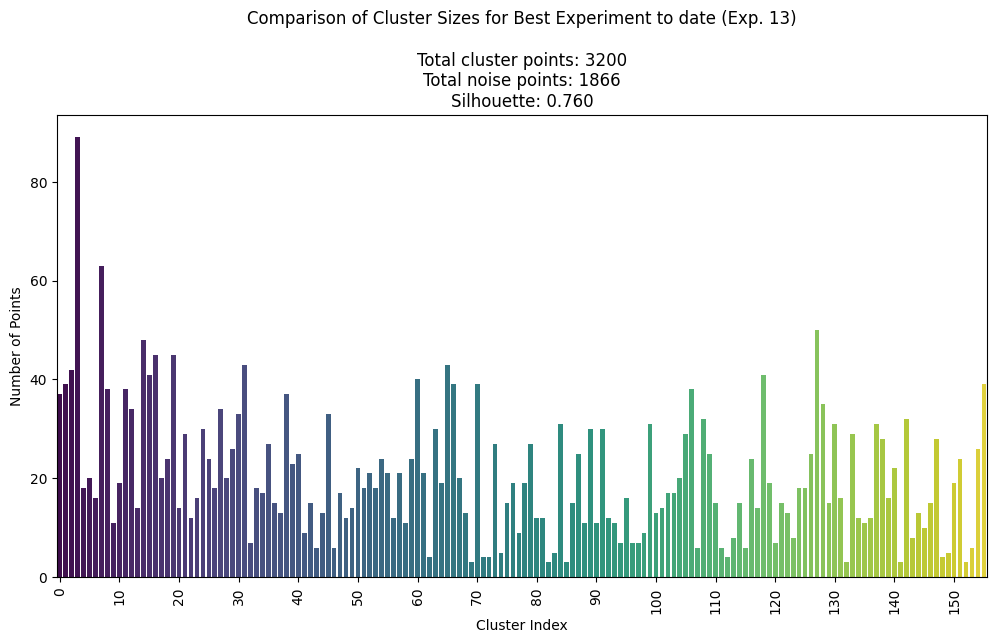 Comparison of Cluster Sizes for Best Experiment to date (Exp. 13)
Total cluster points: 3200
Total noise points: 1866
Silhouette: 0.760
Number of Points
80
60
40
20
0
0 10 20 30 40 50 60 70 80 90 100 110 120 130 140 150
Cluster Index